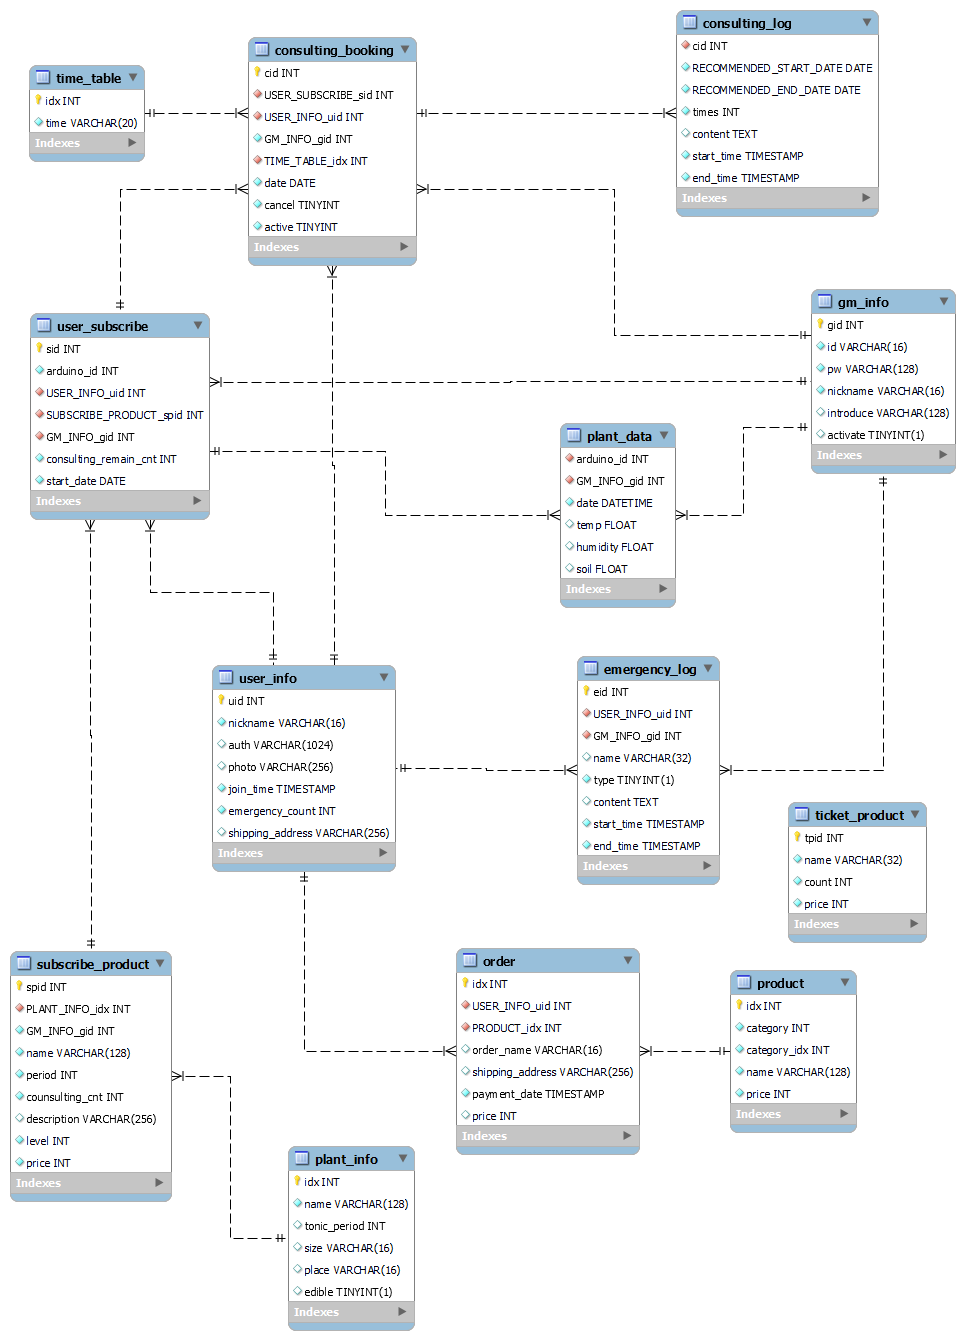 consulting_log
cid INT
RECOMMENDED_START_DATE DATE
RECOMMENDED_END_DATE DATE
times INT
content TEXT
start_time TIMESTAMP
end_time TIMESTAMP
Indexes
consulting_booking
cid INT
USER_SUBSCRIBE_sid INT
USER_INFO_uid INT
GM_INFO_gid INT
TIME_TABLE_idx INT
date DATE
cancel TINYINT
active TINYINT
Indexes
time_table
idx INT
time VARCHAR(20)
Indexes
gm_info
gid INT
id VARCHAR(16)
pw VARCHAR(128)
nickname VARCHAR(16)
introduce VARCHAR(128)
activate TINYINT(1)
Indexes
user_subscribe
sid INT
arduino_id INT
USER_INFO_uid INT
SUBSCRIBE_PRODUCT_spid INT
GM_INFO_gid INT
consulting_remain_cnt INT
start_date DATE
Indexes
plant_data
arduino_id INT
GM_INFO_gid INT
date DATETIME
temp FLOAT
humidity FLOAT
soil FLOAT
Indexes
user_info
uid INT
nickname VARCHAR(16)
auth VARCHAR(1024)
photo VARCHAR(256)
join_time TIMESTAMP
emergency_count INT
shipping_address VARCHAR(256)
Indexes
emergency_log
eid INT
USER_INFO_uid INT
GM_INFO_gid INT
name VARCHAR(32)
type TINYINT(1)
content TEXT
start_time TIMESTAMP
end_time TIMESTAMP
Indexes
ticket_product
tpid INT
name VARCHAR(32)
count INT
price INT
Indexes
subscribe_product
spid INT
PLANT_INFO_idx INT
GM_INFO_gid INT
name VARCHAR(128)
period INT
counsulting_cnt INT
description VARCHAR(256)
level INT
price INT
Indexes
order
idx INT
USER_INFO_uid INT
PRODUCT_idx INT
order_name VARCHAR(16)
shipping_address VARCHAR(256)
payment_date TIMESTAMP
price INT
Indexes
product
idx INT
category INT
category_idx INT
name VARCHAR(128)
price INT
Indexes
plant_info
idx INT
name VARCHAR(128)
tonic_period INT
size VARCHAR(16)
place VARCHAR(16)
edible TINYINT(1)
Indexes